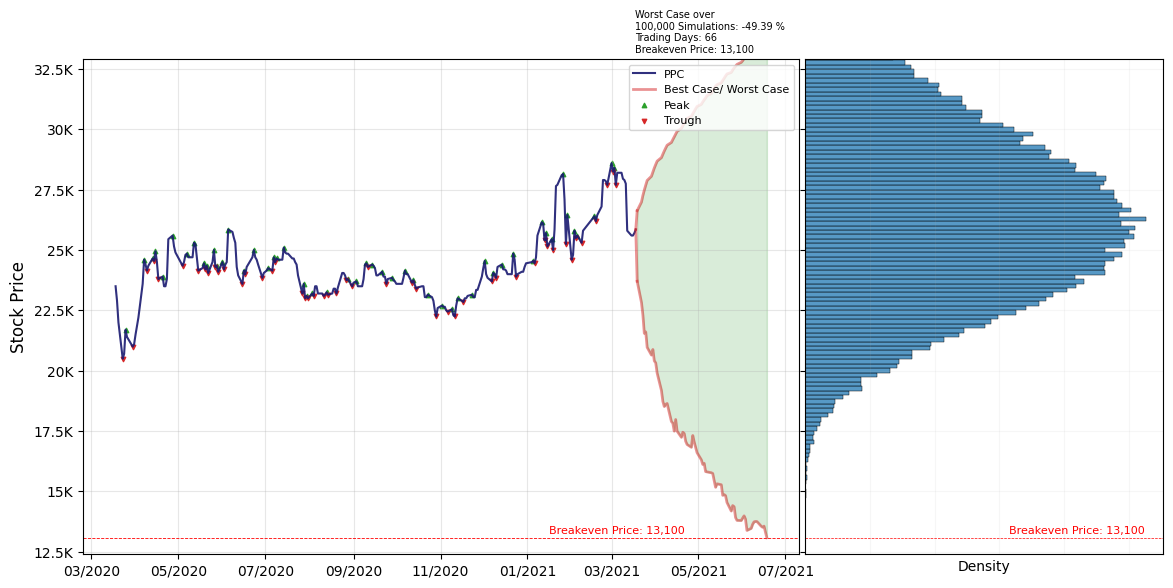 Worst Case over
100,000 Simulations: -49.39 %
Trading Days: 66
Breakeven Price: 13,100
PPC
Best Case/ Worst Case
Peak
Trough
Stock Price
32.5K
30K
27.5K
25K
22.5K
20K
17.5K
15K
12.5K
Breakeven Price: 13,100
Breakeven Price: 13,100
03/2020 05/2020 07/2020 09/2020 11/2020 01/2021 03/2021 05/2021 07/2021
Density